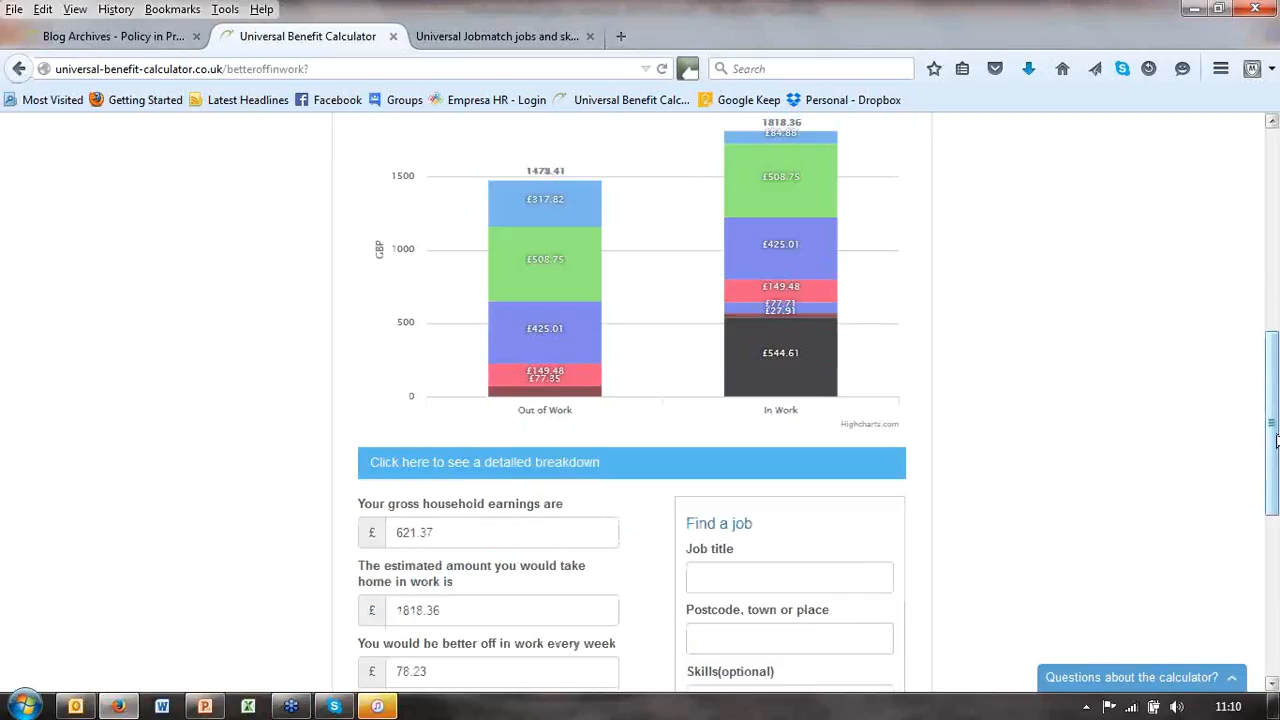 File Edit View History Bookmarks Tools Help
Blog Archives - Policy in Pr... Universal Benefit Calculator Universal Jobmatch jobs and sk...
universal-benefit-calculator.co.uk/betteroffinwork? Search
Most Visited Getting Started Latest Headlines Facebook Groups Empresa HR - Login Universal Benefit Calc... Google Keep Personal - Dropbox
1818.36
£84.88
1500
£508.75
£317.82
GBP
1000
£425.01
£508.75
£149.48
£77.71
£27.91
500
£425.01
£544.61
£149.48
£77.35
0
Out of Work In Work
Highcharts.com
Click here to see a detailed breakdown
Your gross household earnings are
£ 621.37
The estimated amount you would take
home in work is
£ 1818.36
You would be better off in work every week
£ 78.23
Find a job
Job title
Postcode, town or place
Skills(optional)
Questions about the calculator?
11:10